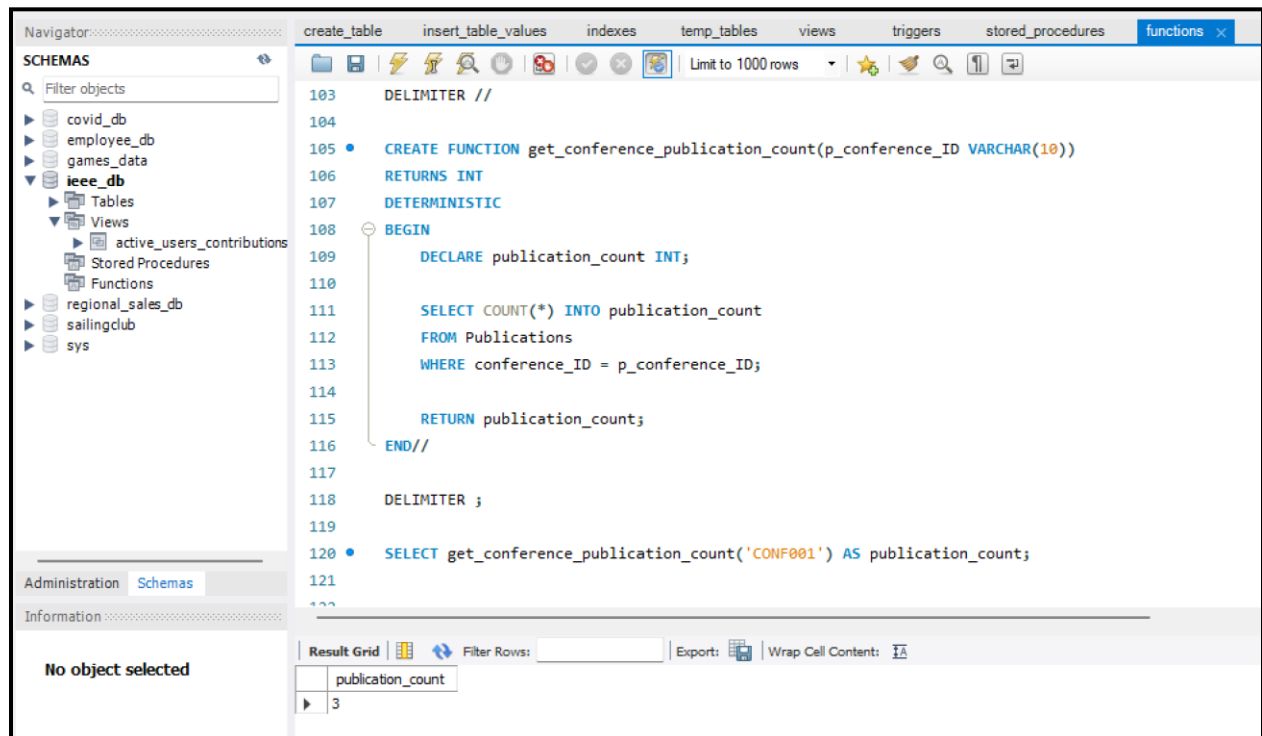 Navigator
SCHEMAS
Filter objects
covid_db
employee_db
games_data
ieee_db
Tables
Views
active_users_contributions
Stored Procedures
Functions
regional_sales_db
sailingclub
sys
Administration Schemas
Information
No object selected
create_table insert_table_values indexes temp_tables views triggers stored_procedures functions ×
Limit to 1000 rows
103 DELIMITER //
104
105 CREATE FUNCTION get_conference_publication_count(p_conference_ID VARCHAR(10))
106 RETURNS INT
107 DETERMINISTIC
108 BEGIN
109 DECLARE publication_count INT;
110
111 SELECT COUNT(*) INTO publication_count
112 FROM Publications
113 WHERE conference_ID = p_conference_ID;
114
115 RETURN publication_count;
116 END//
117
118 DELIMITER ;
119
120 SELECT get_conference_publication_count('CONF001') AS publication_count;
121
Result Grid Filter Rows: Export: Wrap Cell Content:
publication_count
3